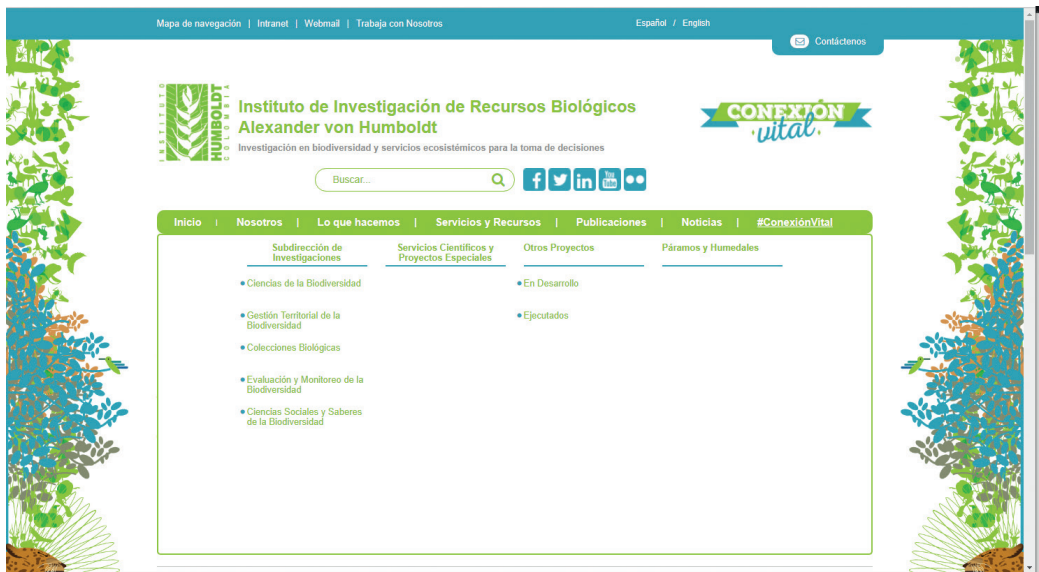 Mapa de navegación | Intranet | Webmail | Trabaja con Nosotros
Español / English
Contáctenos
INSTITUTO
HUMBOLDT
COLOMBIA
Instituto de Investigación de Recursos Biológicos
Alexander von Humboldt
Investigación en biodiversidad y servicios ecosistémicos para la toma de decisiones
CONEXIÓN
vital
Buscar...
f in You Tube
Inicio | Nosotros | Lo que hacemos | Servicios y Recursos | Publicaciones | Noticias | #ConexiónVital
Subdirección de
Investigaciones
Ciencias de la Biodiversidad
Gestión Territorial de la
Biodiversidad
Colecciones Biológicas
Evaluación y Monitoreo de la
Biodiversidad
Ciencias Sociales y Saberes
de la Biodiversidad
Servicios Científicos y
Proyectos Especiales
Otros Proyectos
En Desarrollo
Ejecutados
Páramos y Humedales